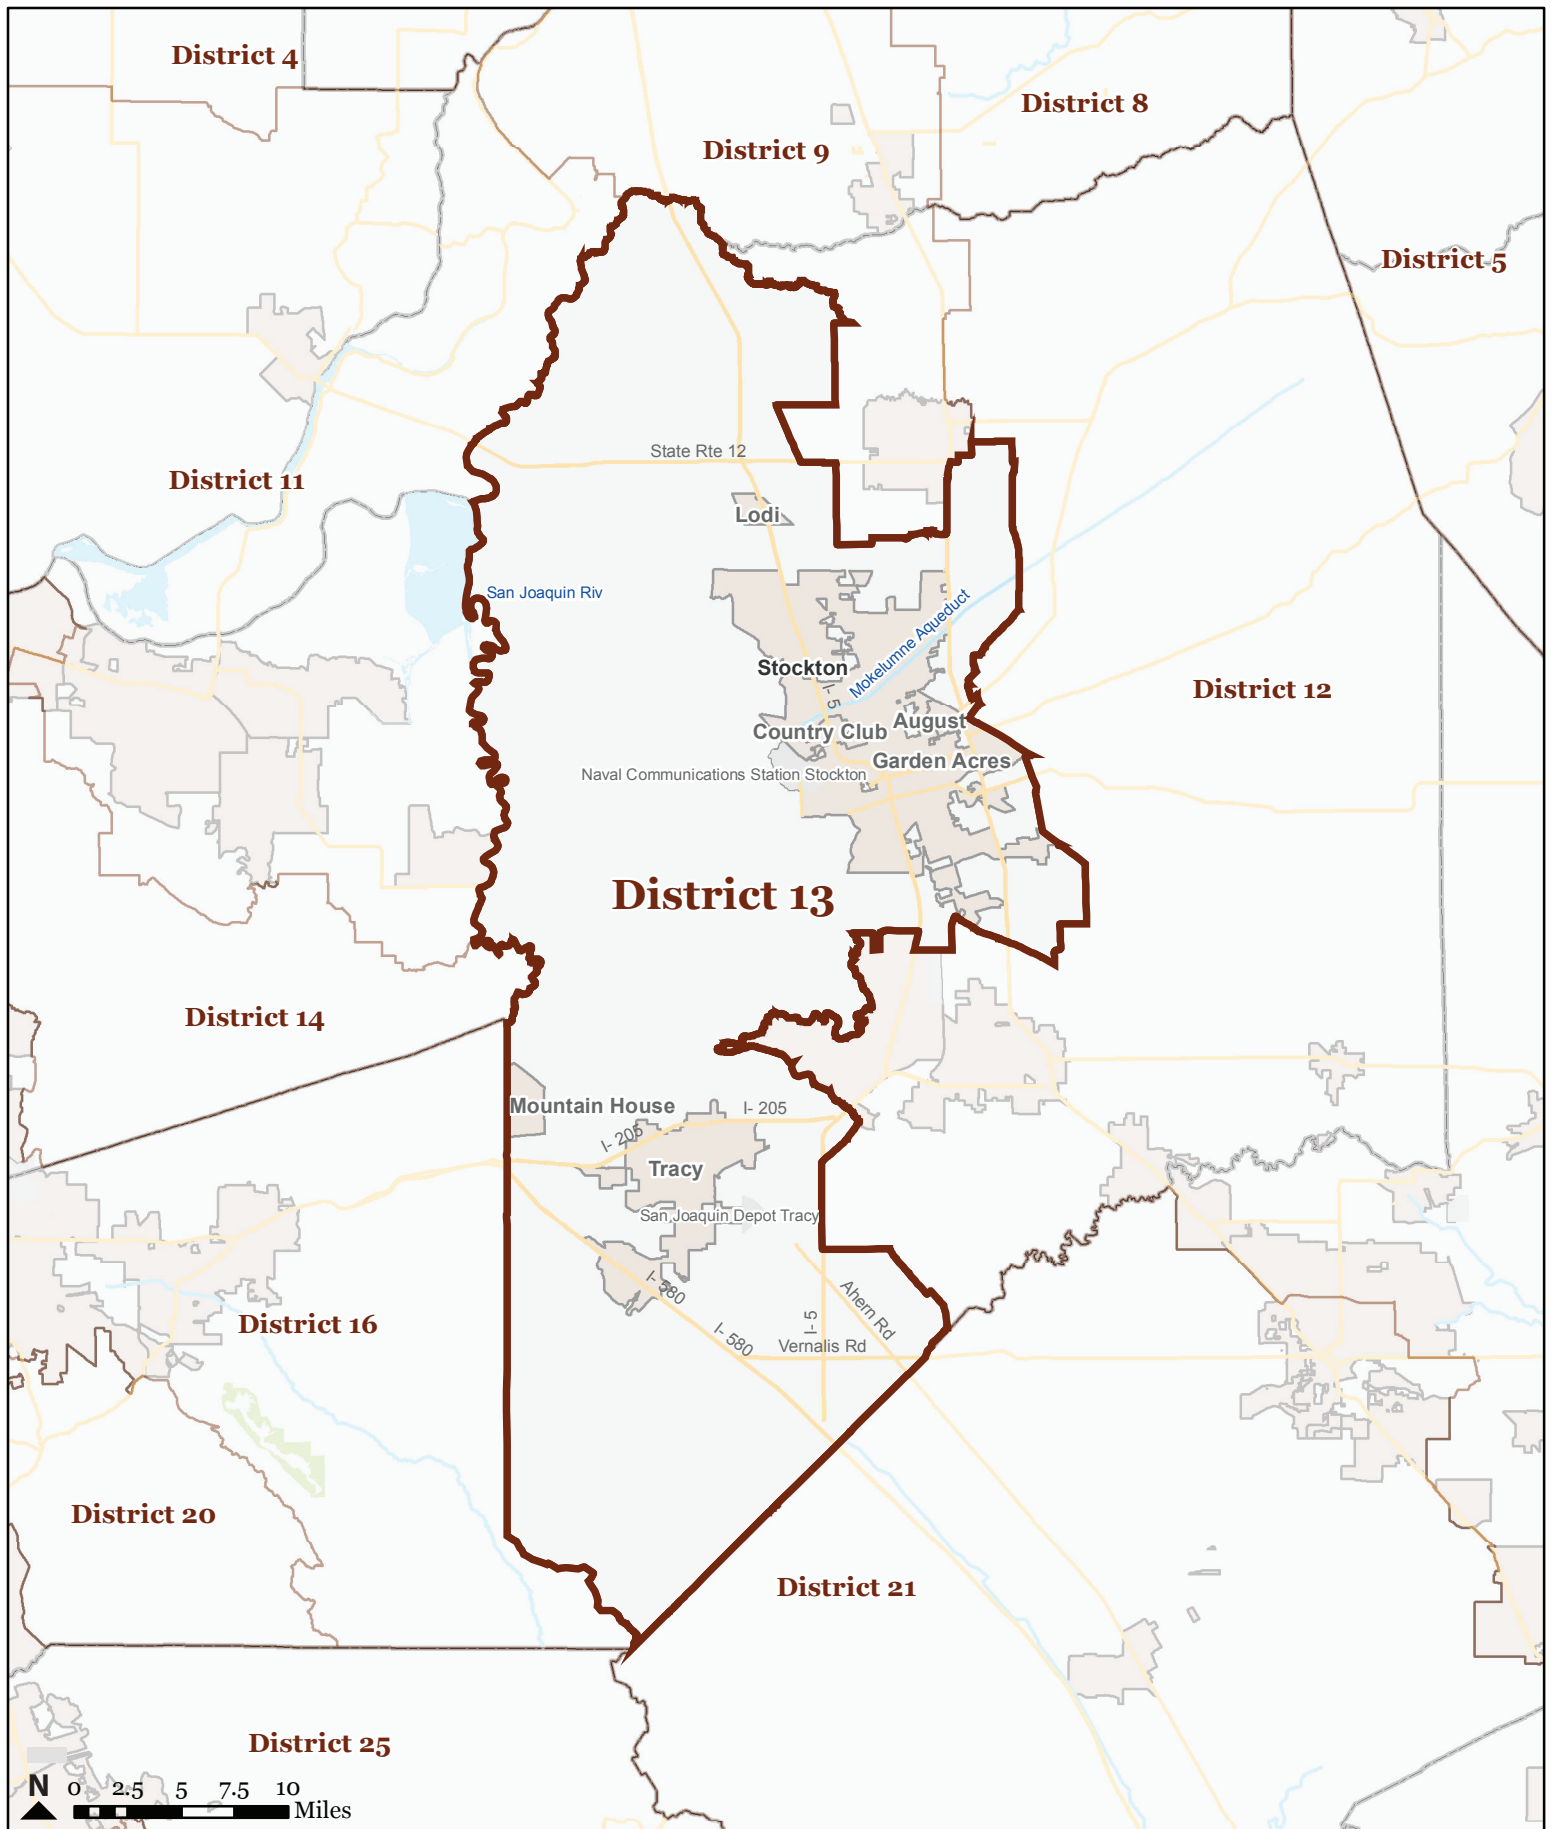 District 4
District 8
District 9
District 5
State Rte 12
District 11
Lodi
San Joaquin Riv
Mokelumne Aqueduct
Stockton
I- 5
District 12
August
Country Club
Garden Acres
Naval Communications Station Stockton
District 13
District 14
Mountain House
I- 205
I- 205
Tracy
San Joaquin Depot Tracy
I- 580
Ahern Rd
I- 5
District 16
I- 580
Vernalis Rd
District 20
District 21
District 25
N 0 2.5 5 7.5 10
Miles